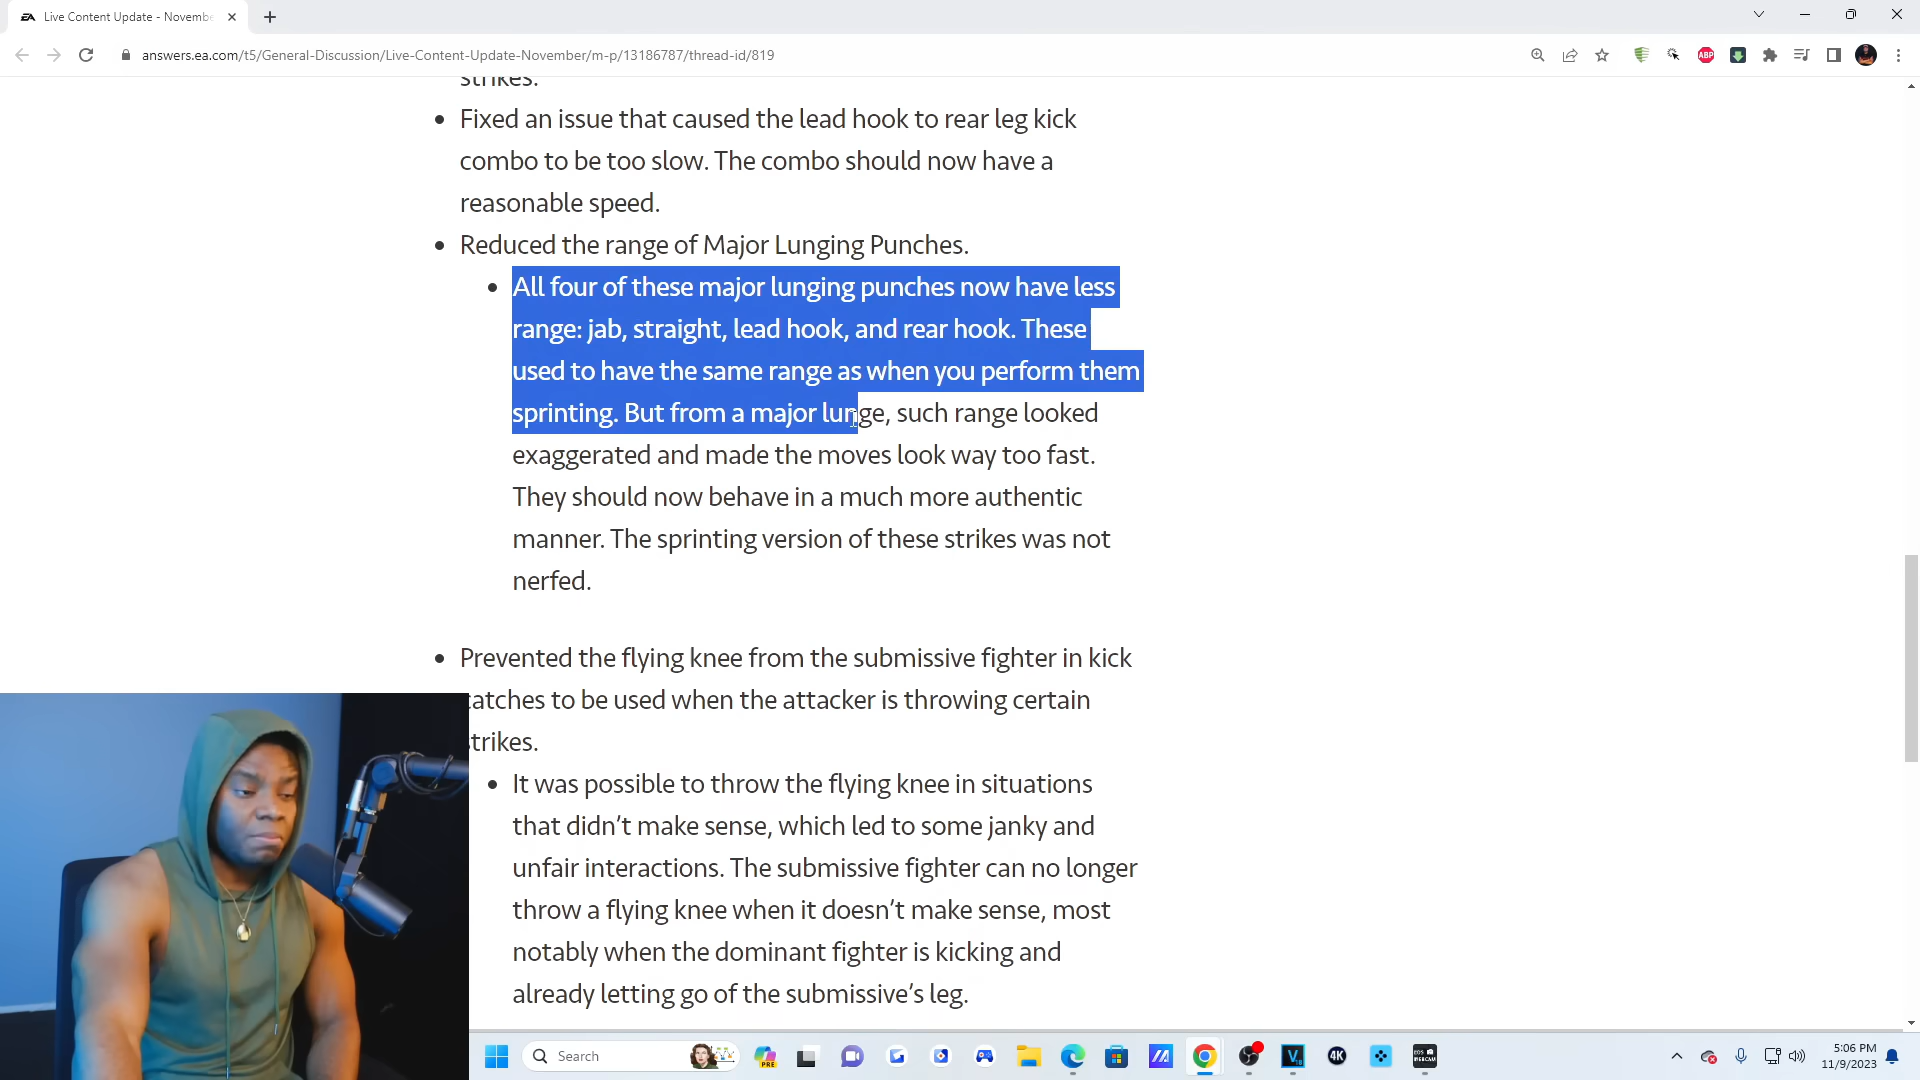 Live Content Update - Novembe
answers.ea.com/t5/General-Discussion/Live-Content-Update-November/m-p/13186787/thread-id/819
ABP
strikes.
• Fixed an issue that caused the lead hook to rear leg kick
combo to be too slow. The combo should now have a
reasonable speed.
• Reduced the range of Major Lunging Punches.
• All four of these major lunging punches now have less
range: jab, straight, lead hook, and rear hook. These
used to have the same range as when you perform them
sprinting. But from a major lunge, such range looked
exaggerated and made the moves look way too fast.
They should now behave in a much more authentic
manner. The sprinting version of these strikes was not
nerfed.
• Prevented the flying knee from the submissive fighter in kick
catches to be used when the attacker is throwing certain
strikes.
• It was possible to throw the flying knee in situations
that didn't make sense, which led to some janky and
unfair interactions. The submissive fighter can no longer
throw a flying knee when it doesn't make sense, most
notably when the dominant fighter is kicking and
already letting go of the submissive's leg.
Search
PRE
4K
5:06 PM
11/9/2023